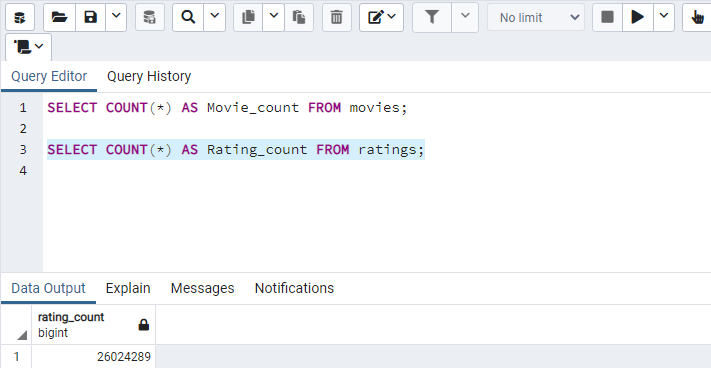 No limit
Query Editor Query History
1 SELECT COUNT(*) AS Movie_count FROM movies;
2
3 SELECT COUNT(*) AS Rating_count FROM ratings;
4
Data Output Explain Messages Notifications
rating_count
bigint
1 26024289